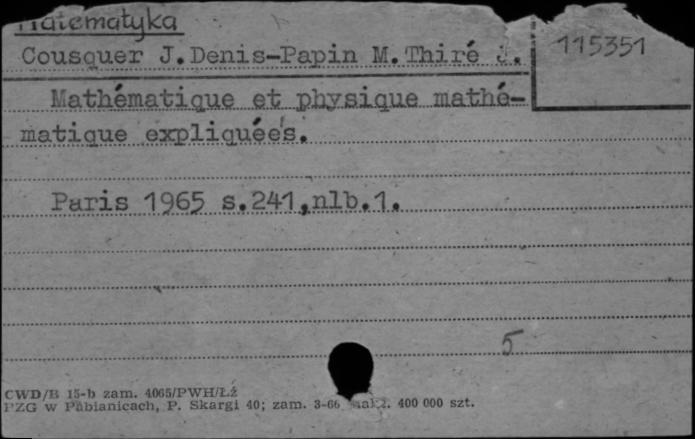 Matematyka
115351
Cousquer J.Denis-Papin M.Thiré J.
Mathématique et physique mathé-
matique expliquées.
Paris 1965 s.241,nlb.1.
5
CWD/B 15-b zam. 4065/PWH/Łź
PZG w Pabianicach, P. Skargi 40; zam. 3-66 nakł. 400 000 szt.